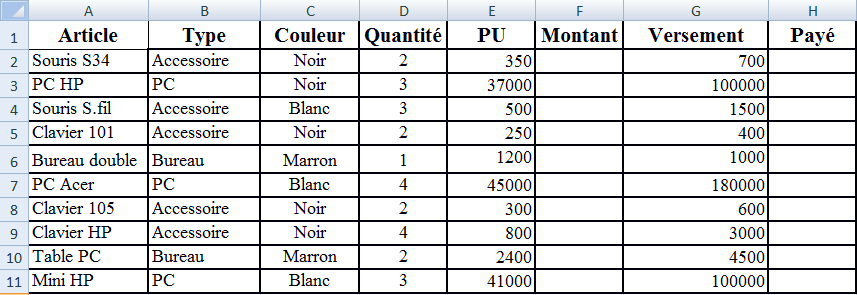 A B C D E F G H
1 Article Type Couleur Quantité PU Montant Versement Payé
2 Souris S34 Accessoire Noir 2 350 700
3 PC HP PC Noir 3 37000 100000
4 Souris S.fil Accessoire Blanc 3 500 1500
5 Clavier 101 Accessoire Noir 2 250 400
6 Bureau double Bureau Marron 1 1200 1000
7 PC Acer PC Blanc 4 45000 180000
8 Clavier 105 Accessoire Noir 2 300 600
9 Clavier HP Accessoire Noir 4 800 3000
10 Table PC Bureau Marron 2 2400 4500
11 Mini HP PC Blanc 3 41000 100000